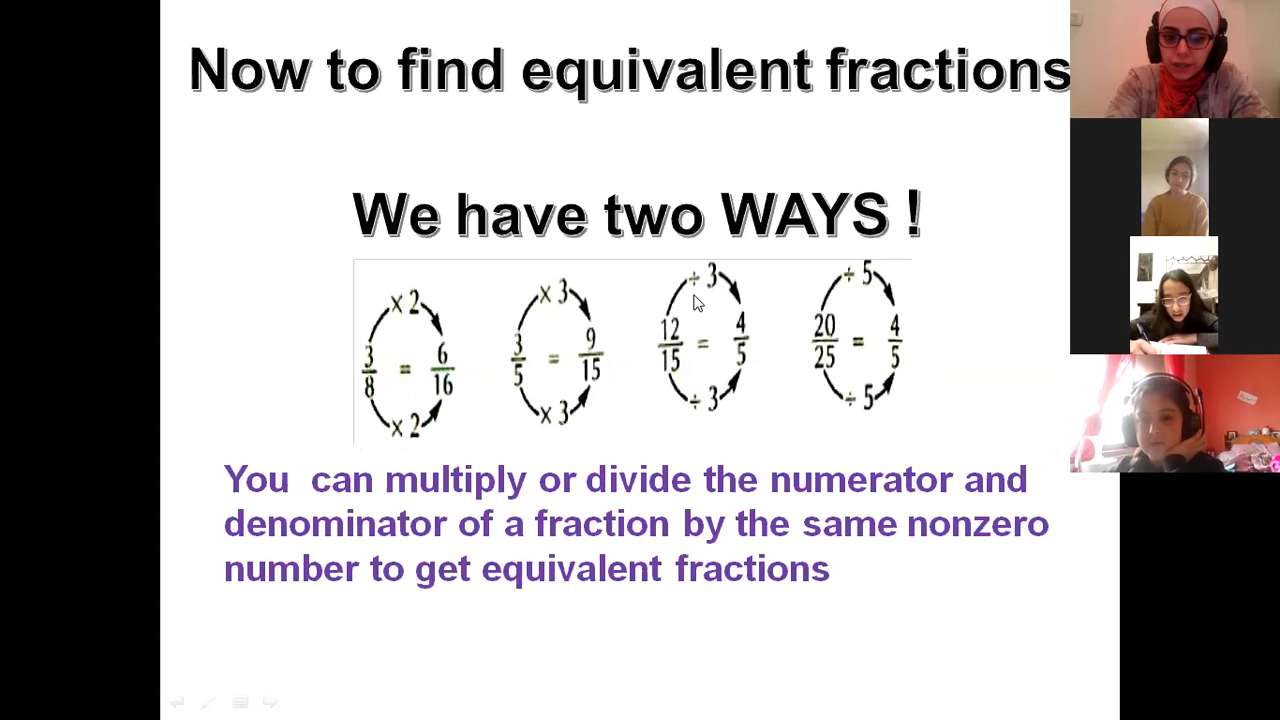 Now to find equivalent fractions
We have two WAYS !
× 2 × 3 ÷ 3 ÷ 5
3/8 = 6/16 3/5 = 9/15 12/15 = 4/5 20/25 = 4/5
× 2 × 3 ÷ 3 ÷ 5
You can multiply or divide the numerator and
denominator of a fraction by the same nonzero
number to get equivalent fractions